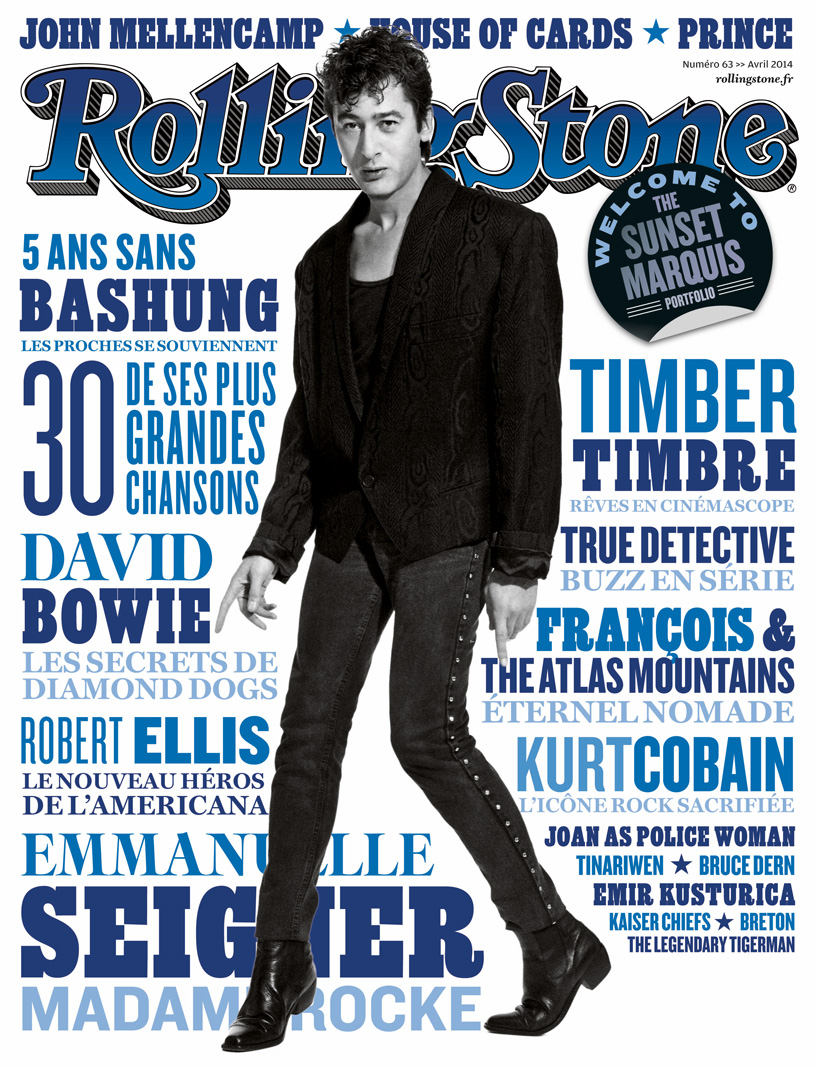 JOHN MELLENCAMP ★ HOUSE OF CARDS ★ PRINCE
Numéro 63 >> Avril 2014
rollingstone.fr
RollingStone
®
WELCOME TO
THE
SUNSET
MARQUIS
PORTFOLIO
5 ANS SANS
BASHUNG
LES PROCHES SE SOUVIENNENT
30 DE SES PLUS
GRANDES
CHANSONS
DAVID
BOWIE
LES SECRETS DE
DIAMOND DOGS
ROBERT ELLIS
LE NOUVEAU HÉROS
DE L'AMERICANA
EMMANUELLE
SEIGNER
MADAME ROCKE
TIMBER
TIMBRE
RÊVES EN CINÉMASCOPE
TRUE DETECTIVE
BUZZ EN SÉRIE
FRANÇOIS &
THE ATLAS MOUNTAINS
ÉTERNEL NOMADE
KURT COBAIN
L'ICÔNE ROCK SACRIFIÉE
JOAN AS POLICE WOMAN
TINARIWEN ★ BRUCE DERN
EMIR KUSTURICA
KAISER CHIEFS ★ BRETON
THE LEGENDARY TIGERMAN